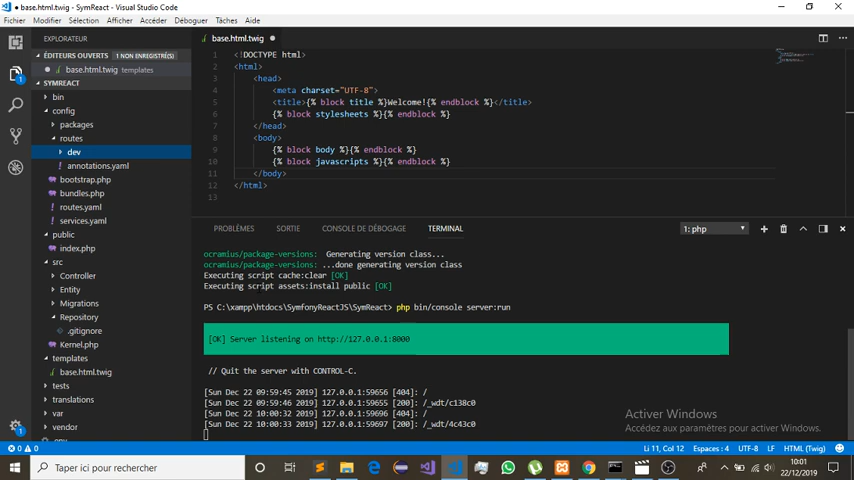 base.html.twig - SymReact - Visual Studio Code
Fichier Modifier Sélection Afficher Accéder Déboguer Tâches Aide
EXPLORATEUR
ÉDITEURS OUVERTS 1 NON ENREGISTRÉ(S)
base.html.twig templates
SYMREACT
bin
config
packages
routes
dev
annotations.yaml
bootstrap.php
bundles.php
routes.yaml
services.yaml
public
index.php
src
Controller
Entity
Migrations
Repository
.gitignore
Kernel.php
templates
base.html.twig
tests
translations
var
vendor
.env
base.html.twig
1 <!DOCTYPE html>
2 <html>
3 <head>
4 <meta charset="UTF-8">
5 <title>{% block title %}Welcome!{% endblock %}</title>
6 {% block stylesheets %}{% endblock %}
7 </head>
8 <body>
9 {% block body %}{% endblock %}
10 {% block javascripts %}{% endblock %}
11 </body>
12 </html>
13
PROBLÈMES SORTIE CONSOLE DE DÉBOGAGE TERMINAL 1: php
ocramius/package-versions: Generating version class...
ocramius/package-versions: ...done generating version class
Executing script cache:clear [OK]
Executing script assets:install public [OK]
PS C:\xampp\htdocs\SymfonyReactJS\SymReact> php bin/console server:run
[OK] Server listening on http://127.0.0.1:8000
// Quit the server with CONTROL-C.
[Sun Dec 22 09:59:45 2019] 127.0.0.1:59656 [404]: /
[Sun Dec 22 09:59:46 2019] 127.0.0.1:59655 [200]: /_wdt/c138c0
[Sun Dec 22 10:00:32 2019] 127.0.0.1:59696 [404]: /
[Sun Dec 22 10:00:33 2019] 127.0.0.1:59697 [200]: /_wdt/4c43c0
Activer Windows
Accédez aux paramètres pour activer Windows.
0 0 Li 11, Col 12 Espaces : 4 UTF-8 LF HTML (Twig)
Taper ici pour rechercher
10:01
22/12/2019